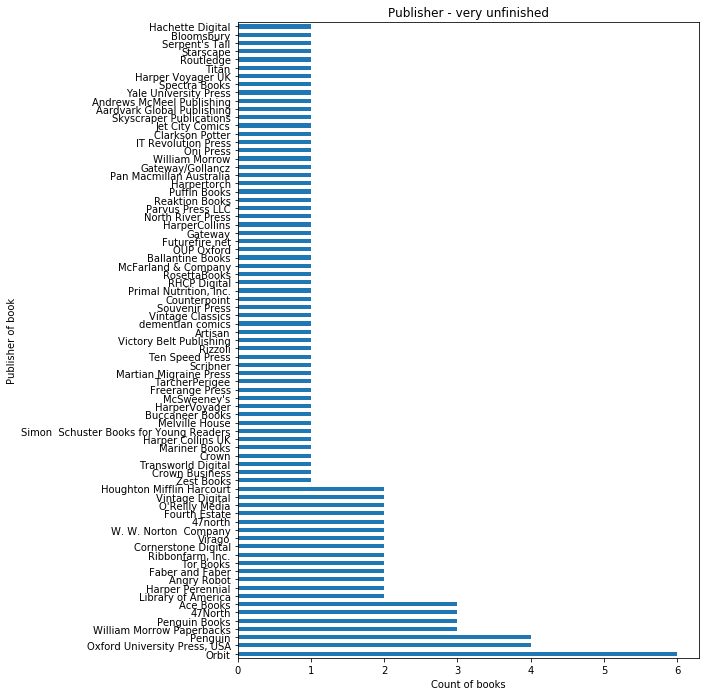 Publisher - very unfinished
Hachette Digital
Bloomsbury
Serpent's Tail
Starscape
Routledge
Titan
Harper Voyager UK
Spectra Books
Yale University Press
Andrews McMeel Publishing
Aardvark Global Publishing
Skyscraper Publications
Jet City Comics
Clarkson Potter
IT Revolution Press
Oni Press
William Morrow
Gateway/Gollancz
Pan Macmillan Australia
Harpertorch
Puffin Books
Reaktion Books
Parvus Press LLC
North River Press
HarperCollins
Gateway
Futurefire.net
OUP Oxford
Ballantine Books
McFarland & Company
RosettaBooks
RHCP Digital
Primal Nutrition, Inc.
Counterpoint
Souvenir Press
Vintage Classics
dementian comics
Artisan
Victory Belt Publishing
Rizzoli
Ten Speed Press
Scribner
Martian Migraine Press
TarcherPerigee
Freerange Press
McSweeney's
HarperVoyager
Buccaneer Books
Melville House
Simon  Schuster Books for Young Readers
Harper Collins UK
Mariner Books
Crown
Transworld Digital
Crown Business
Zest Books
Houghton Mifflin Harcourt
Vintage Digital
O'Reilly Media
Fourth Estate
47north
W. W. Norton  Company
Virago
Cornerstone Digital
Ribbonfarm, Inc.
Tor Books
Faber and Faber
Angry Robot
Harper Perennial
Library of America
Ace Books
47North
Penguin Books
William Morrow Paperbacks
Penguin
Oxford University Press, USA
Orbit
Publisher of book
0 1 2 3 4 5 6
Count of books